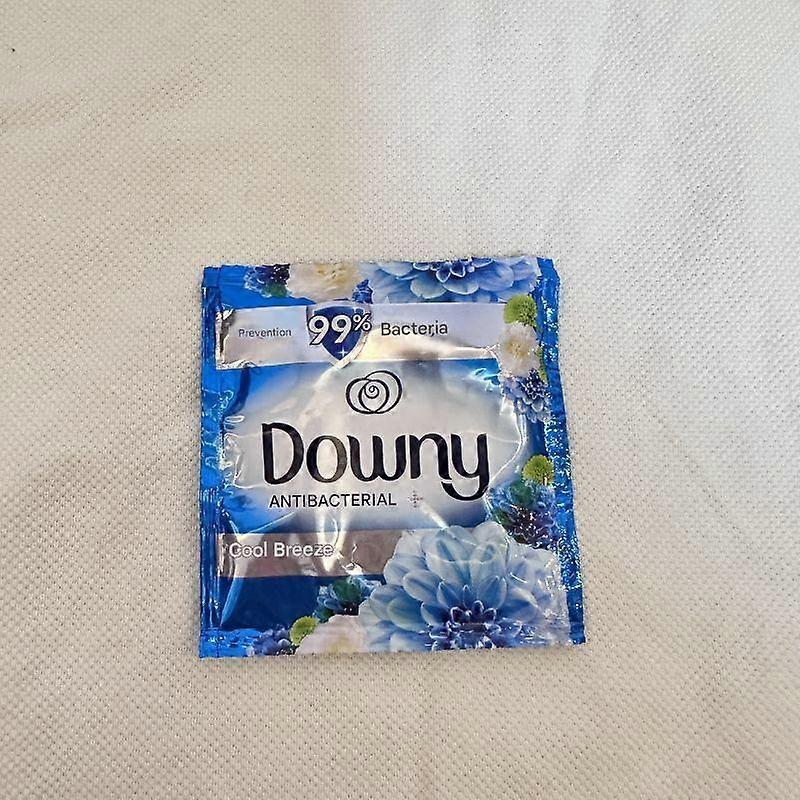 Prevention 99% Bacteria
Downy
ANTIBACTERIAL
Cool Breeze